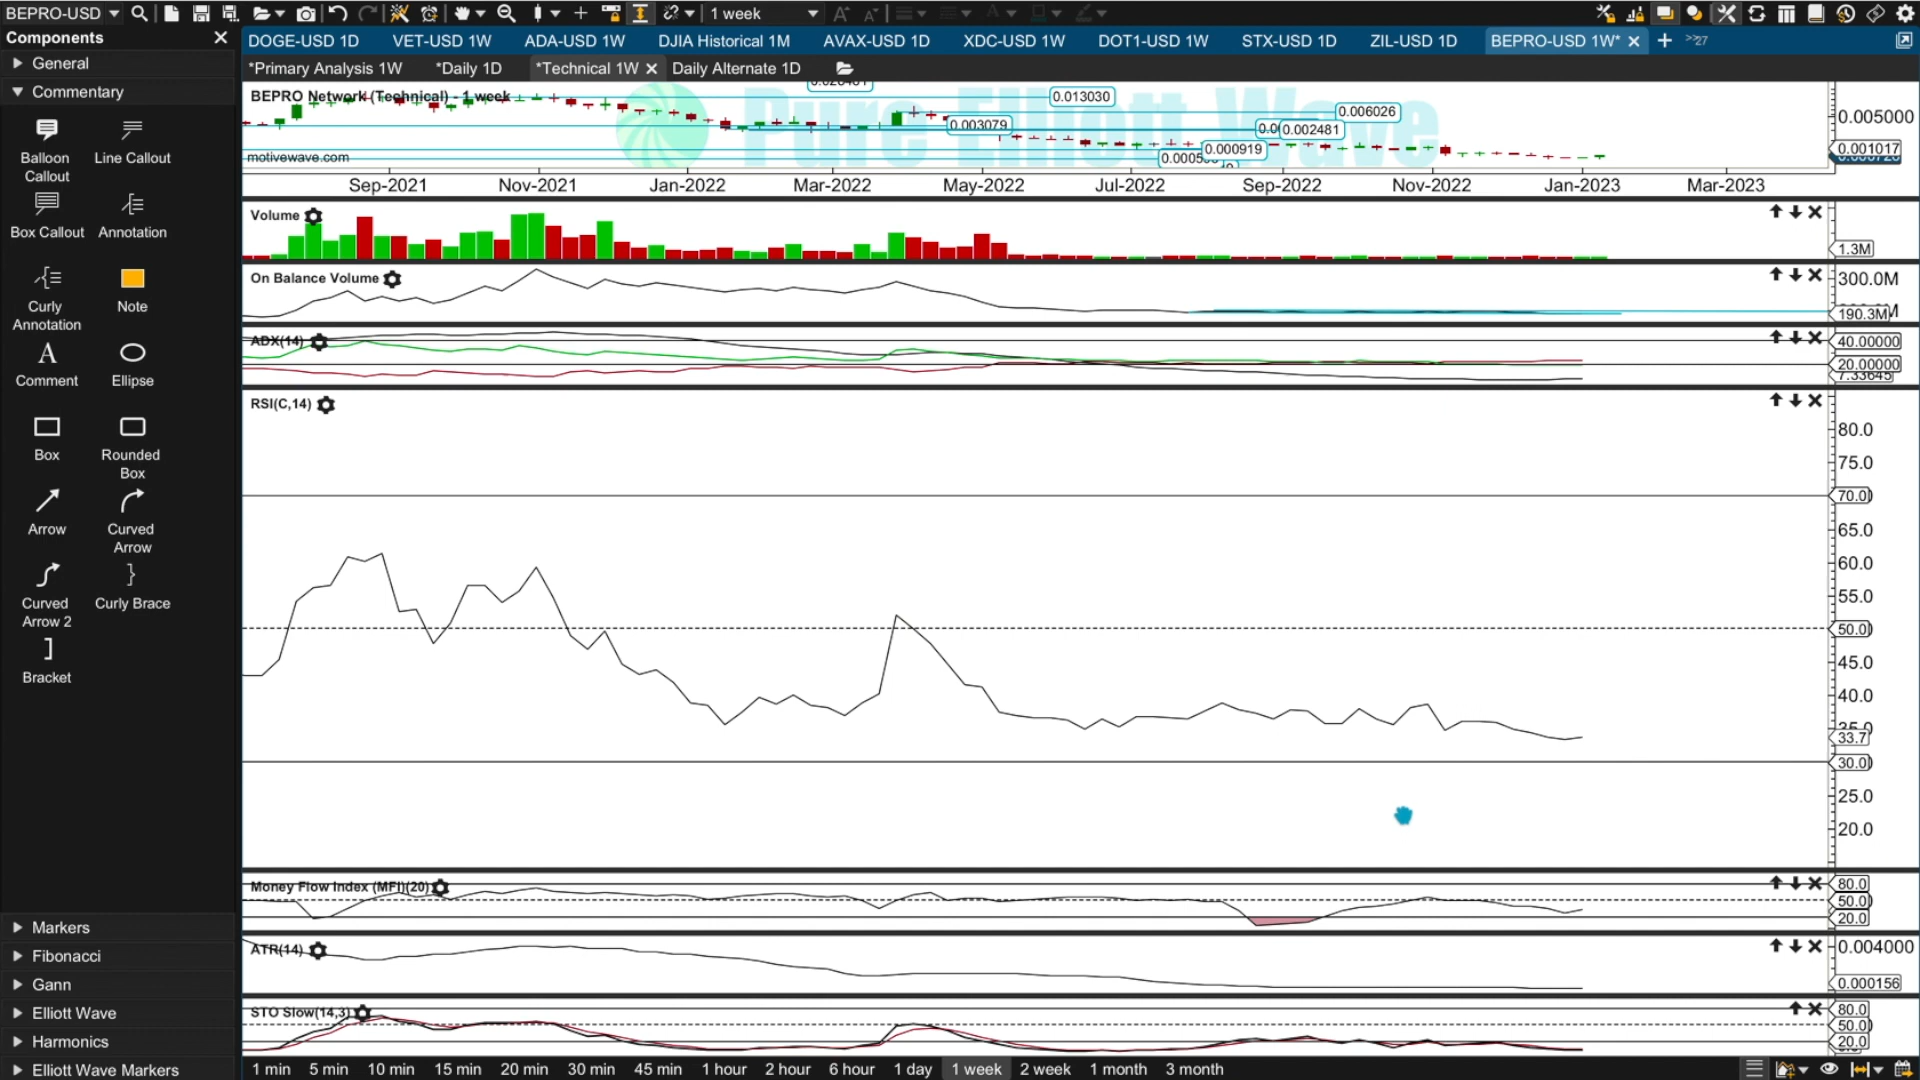 BEPRO-USD 1 week
Components
DOGE-USD 1D VET-USD 1W ADA-USD 1W DJIA Historical 1M AVAX-USD 1D XDC-USD 1W DOT1-USD 1W STX-USD 1D ZIL-USD 1D BEPRO-USD 1W* 27
General
*Primary Analysis 1W *Daily 1D *Technical 1W Daily Alternate 1D
Commentary
Balloon Callout
Line Callout
Box Callout
Annotation
Curly Annotation
Note
Comment
Ellipse
Box
Rounded Box
Arrow
Curved Arrow
Curved Arrow 2
Curly Brace
Bracket
Markers
Fibonacci
Gann
Elliott Wave
Harmonics
Elliott Wave Markers
BEPRO Network (Technical) - 1 week
Pure Elliott Wave
0.013030
0.006026
0.003079
0.002481
0.000919
0.005000
0.001017
motivewave.com
Sep-2021 Nov-2021 Jan-2022 Mar-2022 May-2022 Jul-2022 Sep-2022 Nov-2022 Jan-2023 Mar-2023
Volume
1.3M
On Balance Volume
300.0M
190.3M
ADX(14)
40.00000
20.00000
7.33645
RSI(C,14)
80.0
75.0
70.0
65.0
60.0
55.0
50.0
45.0
40.0
35.0
33.7
30.0
25.0
20.0
Money Flow Index (MFI)(20)
80.0
50.0
20.0
ATR(14)
0.004000
0.000156
STO Slow(14,3)
80.0
50.0
20.0
1 min 5 min 10 min 15 min 20 min 30 min 45 min 1 hour 2 hour 6 hour 1 day 1 week 2 week 1 month 3 month